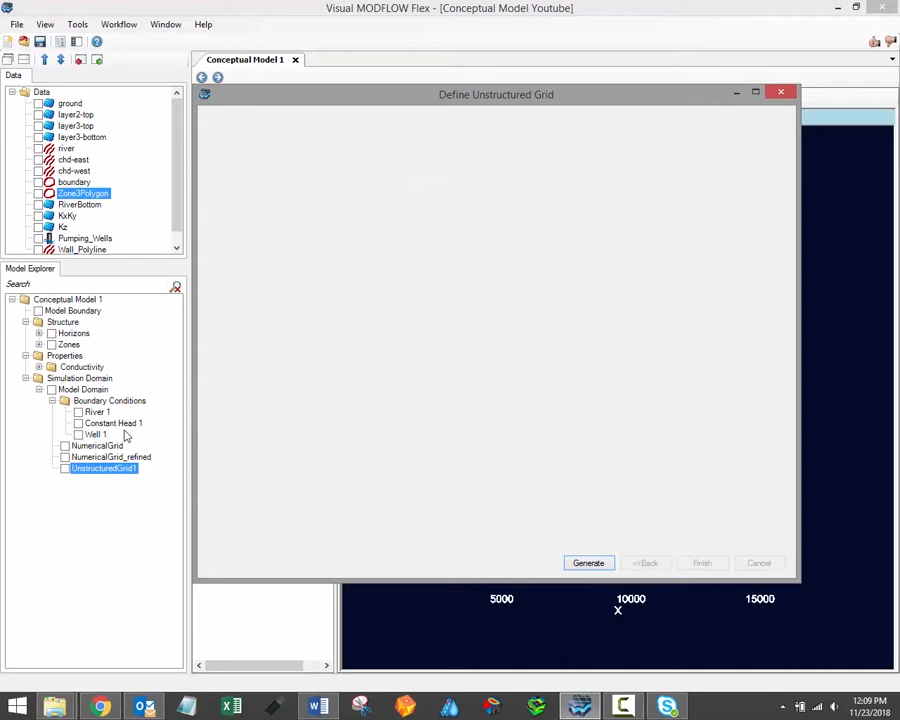 Visual MODFLOW Flex - [Conceptual Model Youtube]
File View Tools Workflow Window Help
Conceptual Model 1
Data
Data
ground
layer2-top
layer3-top
layer3-bottom
river
chd-east
chd-west
boundary
Zone3Polygon
RiverBottom
KxKy
Kz
Pumping_Wells
Wall_Polyline
Model Explorer
Search
Conceptual Model 1
Model Boundary
Structure
Horizons
Zones
Properties
Conductivity
Simulation Domain
Model Domain
Boundary Conditions
River 1
Constant Head 1
Well 1
NumericalGrid
NumericalGrid_refined
UnstructuredGrid1
Define Unstructured Grid
Generate <<Back Finish Cancel
5000 10000 15000
X
12:09 PM
11/23/2018